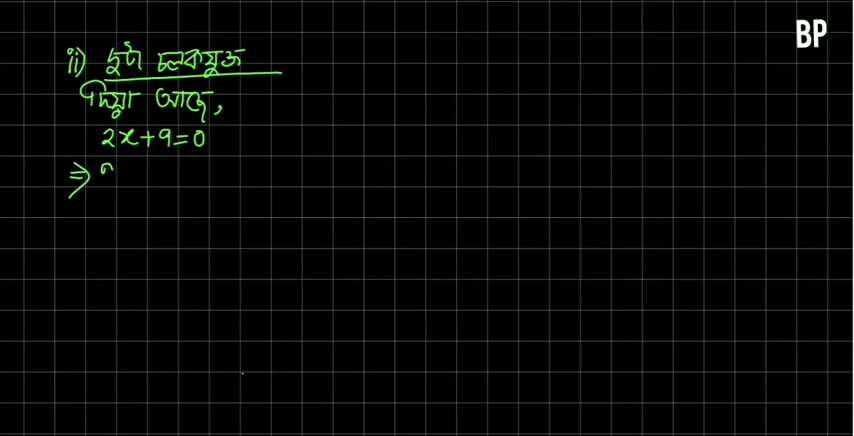 BP
ii) দুটা চলকযুক্ত
দিয়া আছে,
2x+9=0
⇒